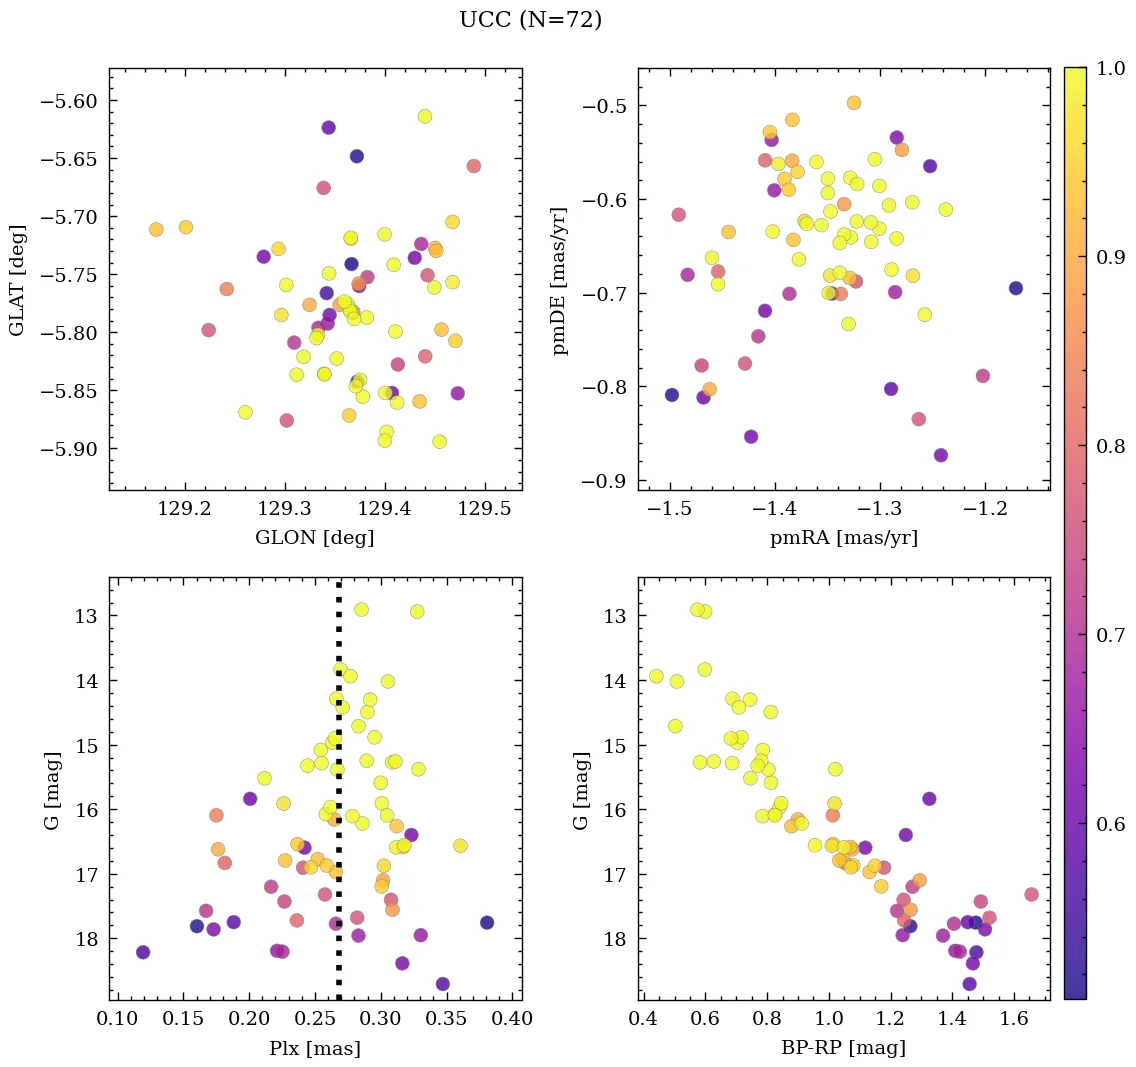 UCC (N=72)
−5.60
−5.65
−5.70
−5.75
−5.80
−5.85
−5.90
GLAT [deg]
129.2 129.3 129.4 129.5
GLON [deg]
−0.5
−0.6
−0.7
−0.8
−0.9
pmDE [mas/yr]
−1.5 −1.4 −1.3 −1.2
pmRA [mas/yr]
1.0
0.9
0.8
0.7
0.6
13
14
15
16
17
18
G [mag]
0.10 0.15 0.20 0.25 0.30 0.35 0.40
Plx [mas]
13
14
15
16
17
18
G [mag]
0.4 0.6 0.8 1.0 1.2 1.4 1.6
BP-RP [mag]